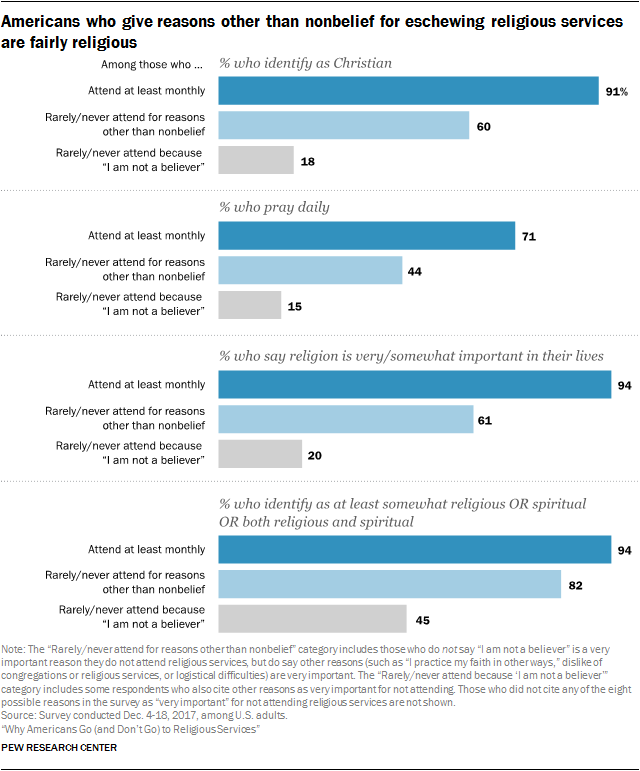 Americans who give reasons other than nonbelief for eschewing religious services
are fairly religious
Among those who ...
% who identify as Christian
Attend at least monthly
91%
Rarely/never attend for reasons
other than nonbelief
60
Rarely/never attend because
“I am not a believer”
18
% who pray daily
Attend at least monthly
71
Rarely/never attend for reasons
other than nonbelief
44
Rarely/never attend because
“I am not a believer”
15
% who say religion is very/somewhat important in their lives
Attend at least monthly
94
Rarely/never attend for reasons
other than nonbelief
61
Rarely/never attend because
“I am not a believer”
20
% who identify as at least somewhat religious OR spiritual
OR both religious and spiritual
Attend at least monthly
94
Rarely/never attend for reasons
other than nonbelief
82
Rarely/never attend because
“I am not a believer”
45
Note: The “Rarely/never attend for reasons other than nonbelief” category includes those who do not say “I am not a believer” is a very
important reason they do not attend religious services, but do say other reasons (such as “I practice my faith in other ways,” dislike of
congregations or religious services, or logistical difficulties) are very important. The “Rarely/never attend because ‘I am not a believer’”
category includes some respondents who also cite other reasons as very important for not attending. Those who did not cite any of the eight
possible reasons in the survey as “very important” for not attending religious services are not shown.
Source: Survey conducted Dec. 4-18, 2017, among U.S. adults.
“Why Americans Go (and Don’t Go) to Religious Services”
PEW RESEARCH CENTER